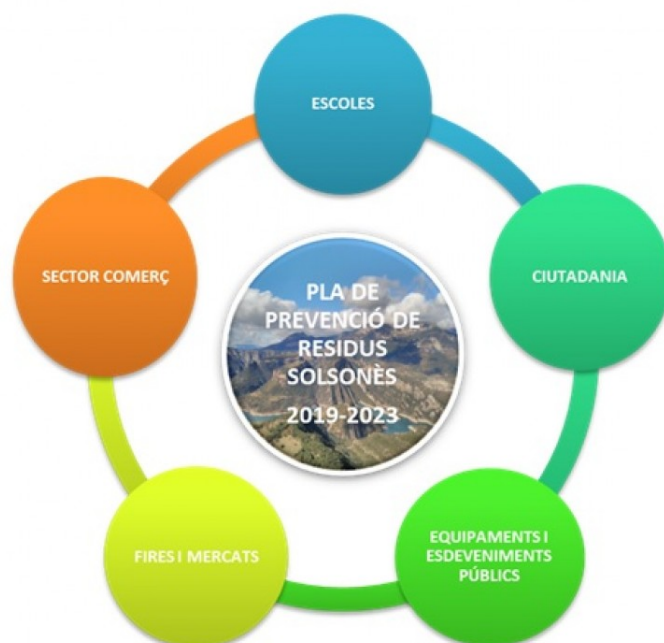 ESCOLES
SECTOR COMERÇ
CIUTADANIA
PLA DE
PREVENCIÓ DE
RESIDUS
SOLSONÈS
2019-2023
FIRES I MERCATS
EQUIPAMENTS I
ESDEVENIMENTS
PÚBLICS